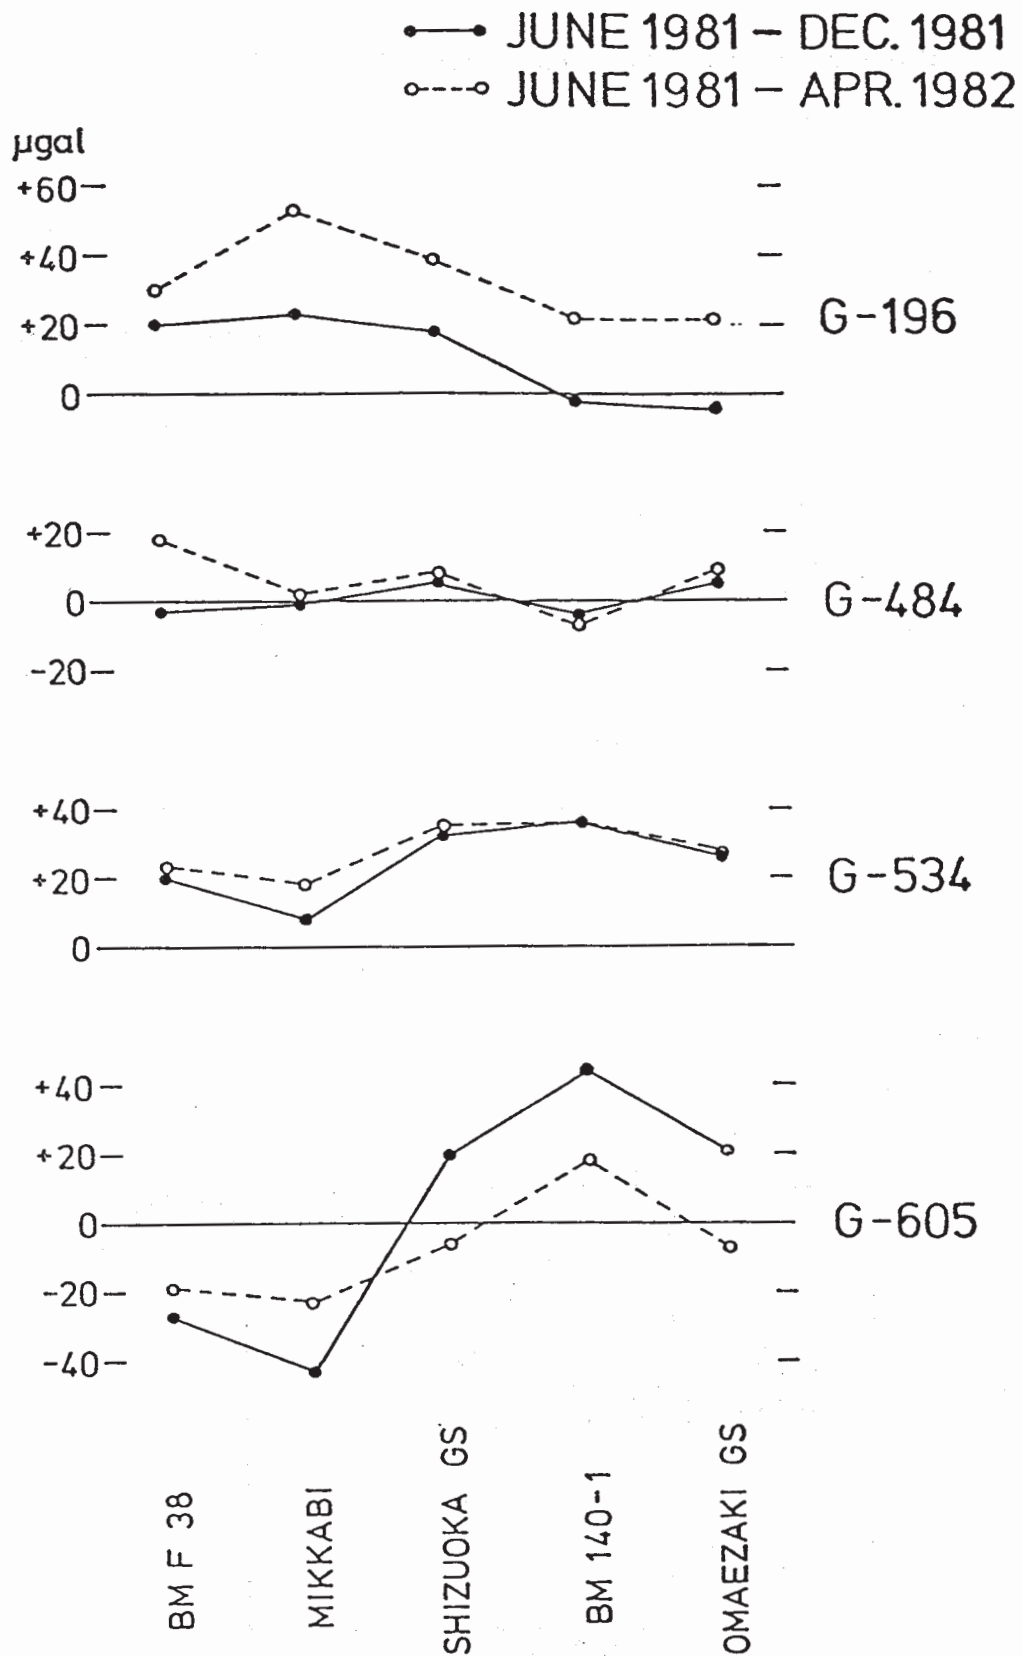 JUNE 1981 – DEC. 1981
JUNE 1981 – APR. 1982
µgal
+60
+40
+20
0
G-196
+20
0
-20
G-484
+40
+20
0
G-534
+40
+20
0
-20
-40
G-605
BM F 38
MIKKABI
SHIZUOKA GS
BM 140-1
OMAEZAKI GS